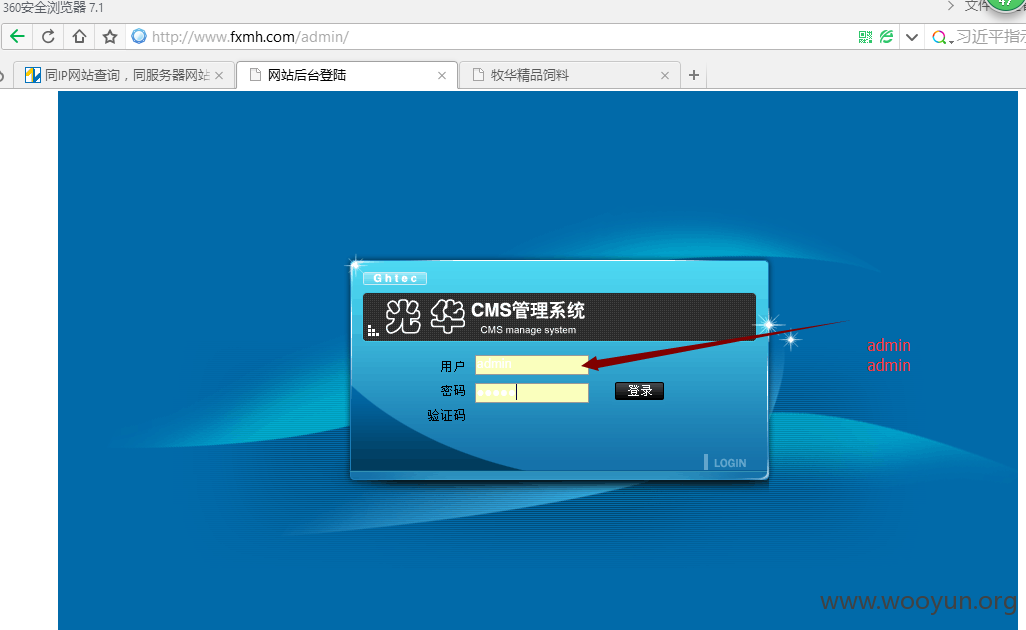 360安全浏览器 7.1
文件
47
http://www.fxmh.com/admin/
习近平指示
同IP网站查询，同服务器网站
网站后台登陆
牧华精品饲料
Ghtec
光华 CMS管理系统
CMS manage system
用户 admin
密码
登录
验证码
LOGIN
admin
admin
www.wooyun.org